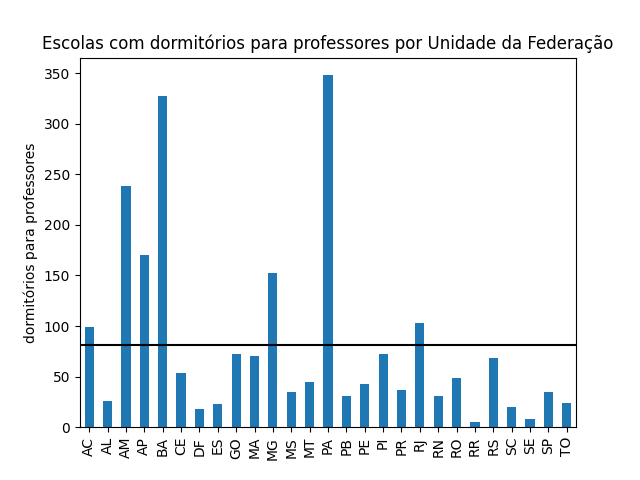 Escolas com dormitórios para professores por Unidade da Federação
dormitórios para professores
350
300
250
200
150
100
50
0
AC
AL
AM
AP
BA
CE
DF
ES
GO
MA
MG
MS
MT
PA
PB
PE
PI
PR
RJ
RN
RO
RR
RS
SC
SE
SP
TO